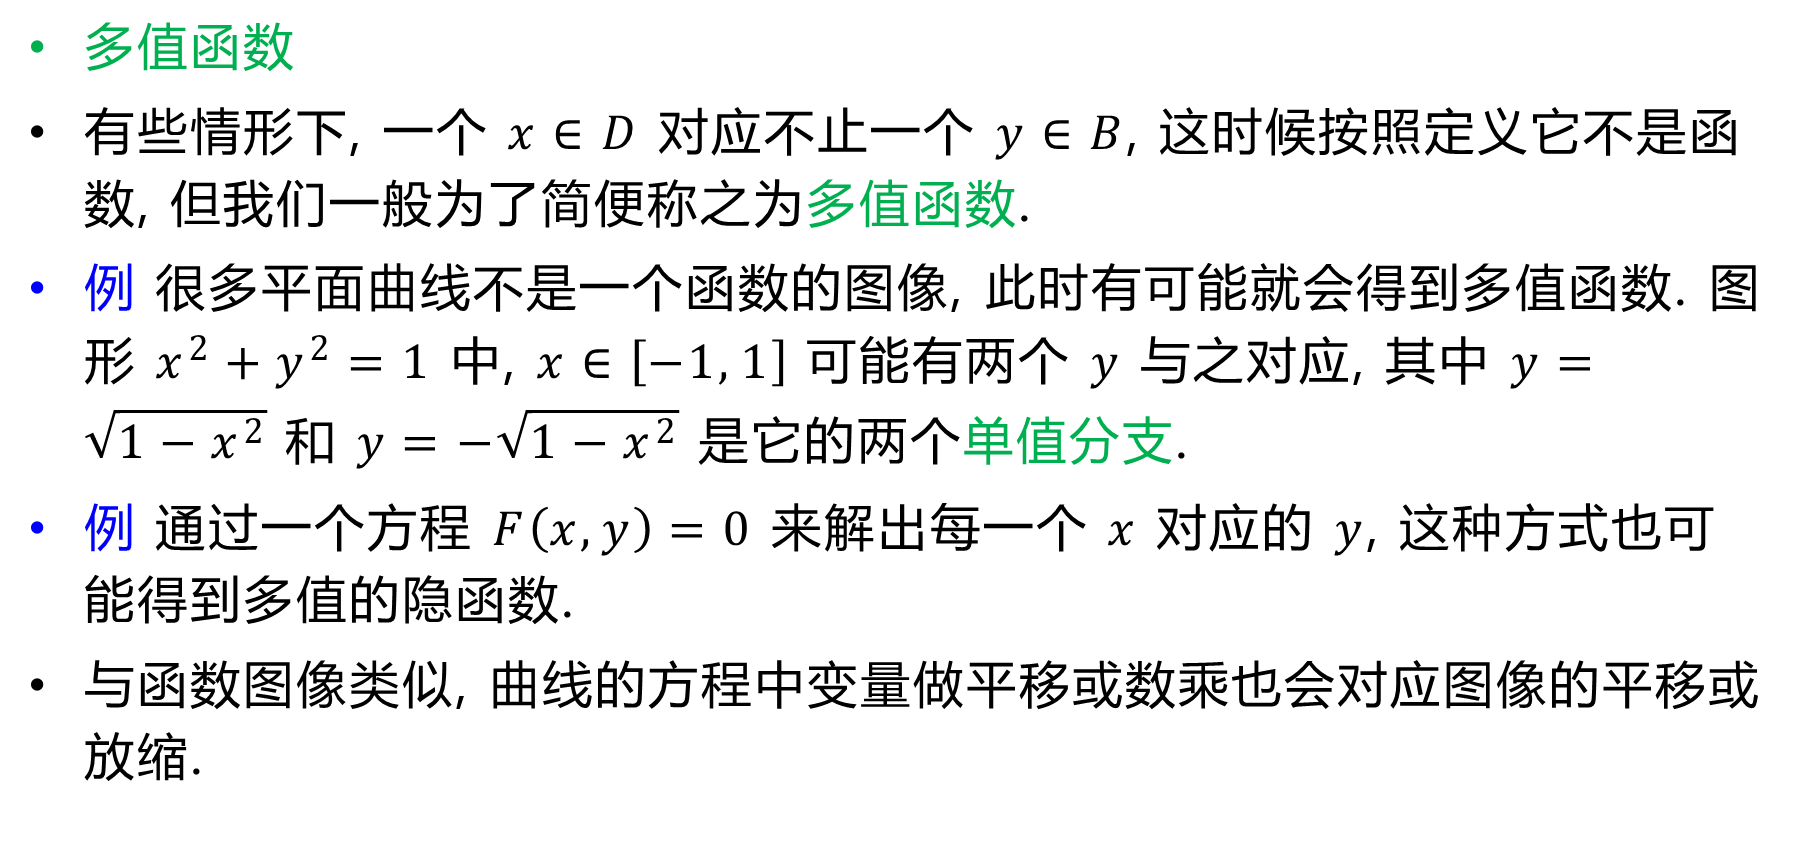 • 多值函数
• 有些情形下, 一个 x ∈ D 对应不止一个 y ∈ B, 这时候按照定义它不是函
数, 但我们一般为了简便称之为多值函数.
• 例 很多平面曲线不是一个函数的图像, 此时有可能就会得到多值函数. 图
形 x² + y² = 1 中, x ∈ [−1, 1] 可能有两个 y 与之对应, 其中 y =
√(1 − x²) 和 y = −√(1 − x²) 是它的两个单值分支.
• 例 通过一个方程 F(x, y) = 0 来解出每一个 x 对应的 y, 这种方式也可
能得到多值的隐函数.
• 与函数图像类似, 曲线的方程中变量做平移或数乘也会对应图像的平移或
放缩.